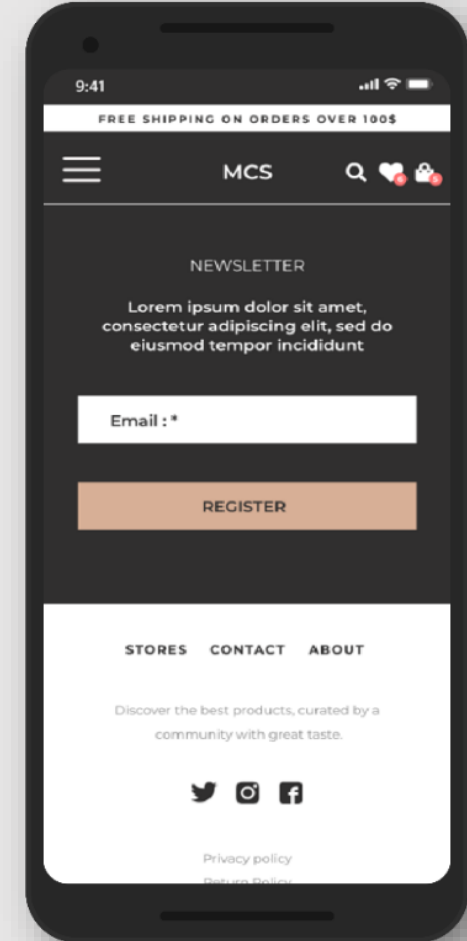 9:41
FREE SHIPPING ON ORDERS OVER 100$
MCS
NEWSLETTER
Lorem ipsum dolor sit amet,
consectetur adipiscing elit, sed do
eiusmod tempor incididunt
Email : *
REGISTER
STORES CONTACT ABOUT
Discover the best products, curated by a
community with great taste.
Privacy policy
Return Policy